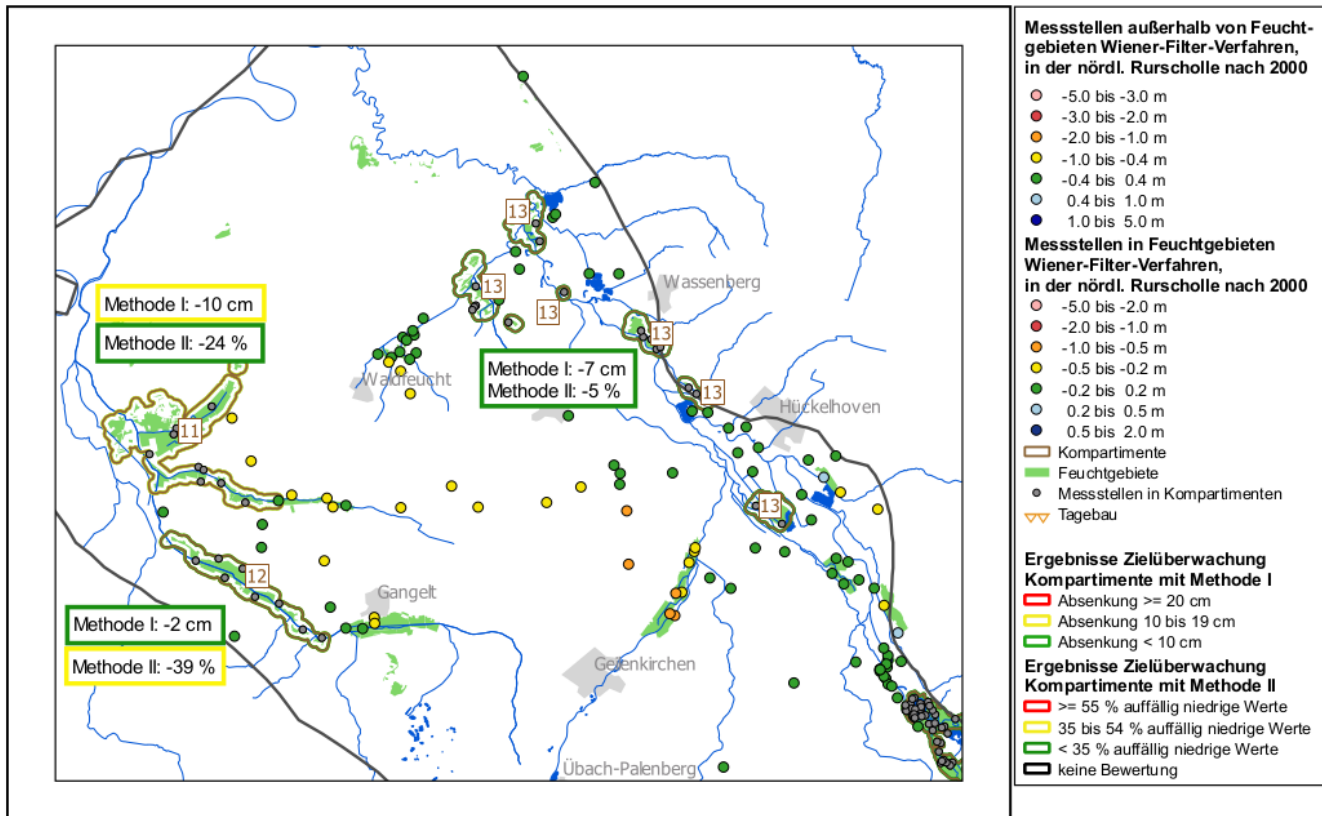 Messstellen außerhalb von Feucht-
gebieten Wiener-Filter-Verfahren,
in der nördl. Rurscholle nach 2000
-5.0 bis -3.0 m
-3.0 bis -2.0 m
-2.0 bis -1.0 m
-1.0 bis -0.4 m
-0.4 bis 0.4 m
0.4 bis 1.0 m
1.0 bis 5.0 m
Messstellen in Feuchtgebieten
Wiener-Filter-Verfahren,
in der nördl. Rurscholle nach 2000
-5.0 bis -2.0 m
-2.0 bis -1.0 m
-1.0 bis -0.5 m
-0.5 bis -0.2 m
-0.2 bis 0.2 m
0.2 bis 0.5 m
0.5 bis 2.0 m
Kompartimente
Feuchtgebiete
Messstellen in Kompartimenten
Tagebau
Ergebnisse Zielüberwachung
Kompartimente mit Methode I
Absenkung >= 20 cm
Absenkung 10 bis 19 cm
Absenkung < 10 cm
Ergebnisse Zielüberwachung
Kompartimente mit Methode II
>= 55 % auffällig niedrige Werte
35 bis 54 % auffällig niedrige Werte
< 35 % auffällig niedrige Werte
keine Bewertung
13
13
Wassenberg
Methode I: -10 cm
13
13
Methode II: -24 %
Methode I: -7 cm
Methode II: -5 %
Waldfeucht
13
Hückelhoven
11
13
12
Gangelt
Methode I: -2 cm
Methode II: -39 %
Geilenkirchen
Übach-Palenberg